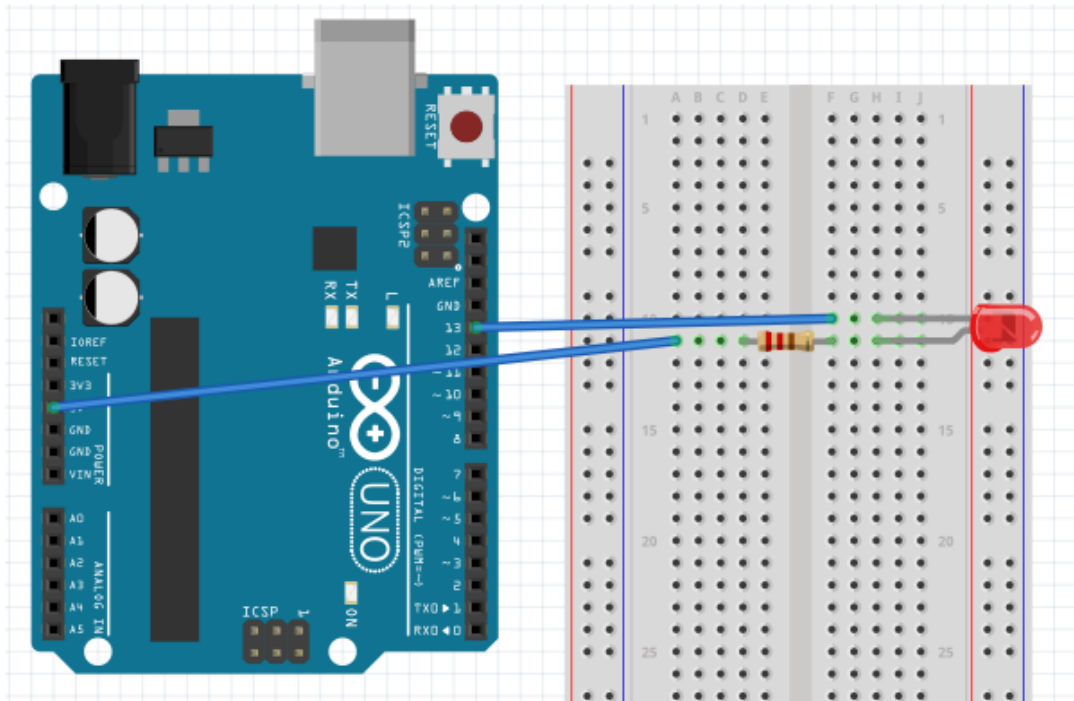 A B C D E F G H I J
1 1
5 5
10
15 15
20 20
25 25
RESET
ICSP2
AREF
GND
13
12
~11
~10
~9
8
7
~6
~5
4
~3
2
TX0▶1
RX0◀0
DIGITAL (PWM=~)
RX
TX
L
Arduino™
UNO
ON
ICSP
1
IOREF
RESET
3V3
GND
GND
VIN
POWER
A0
A1
A2
A3
A4
A5
ANALOG IN